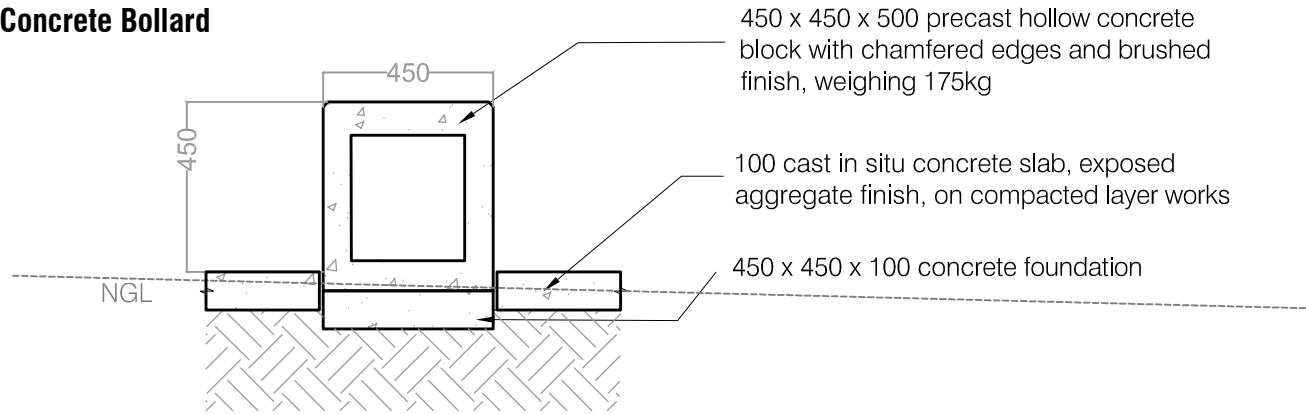 Concrete Bollard
450 x 450 x 500 precast hollow concrete
block with chamfered edges and brushed
finish, weighing 175kg
450
450
100 cast in situ concrete slab, exposed
aggregate finish, on compacted layer works
450 x 450 x 100 concrete foundation
NGL